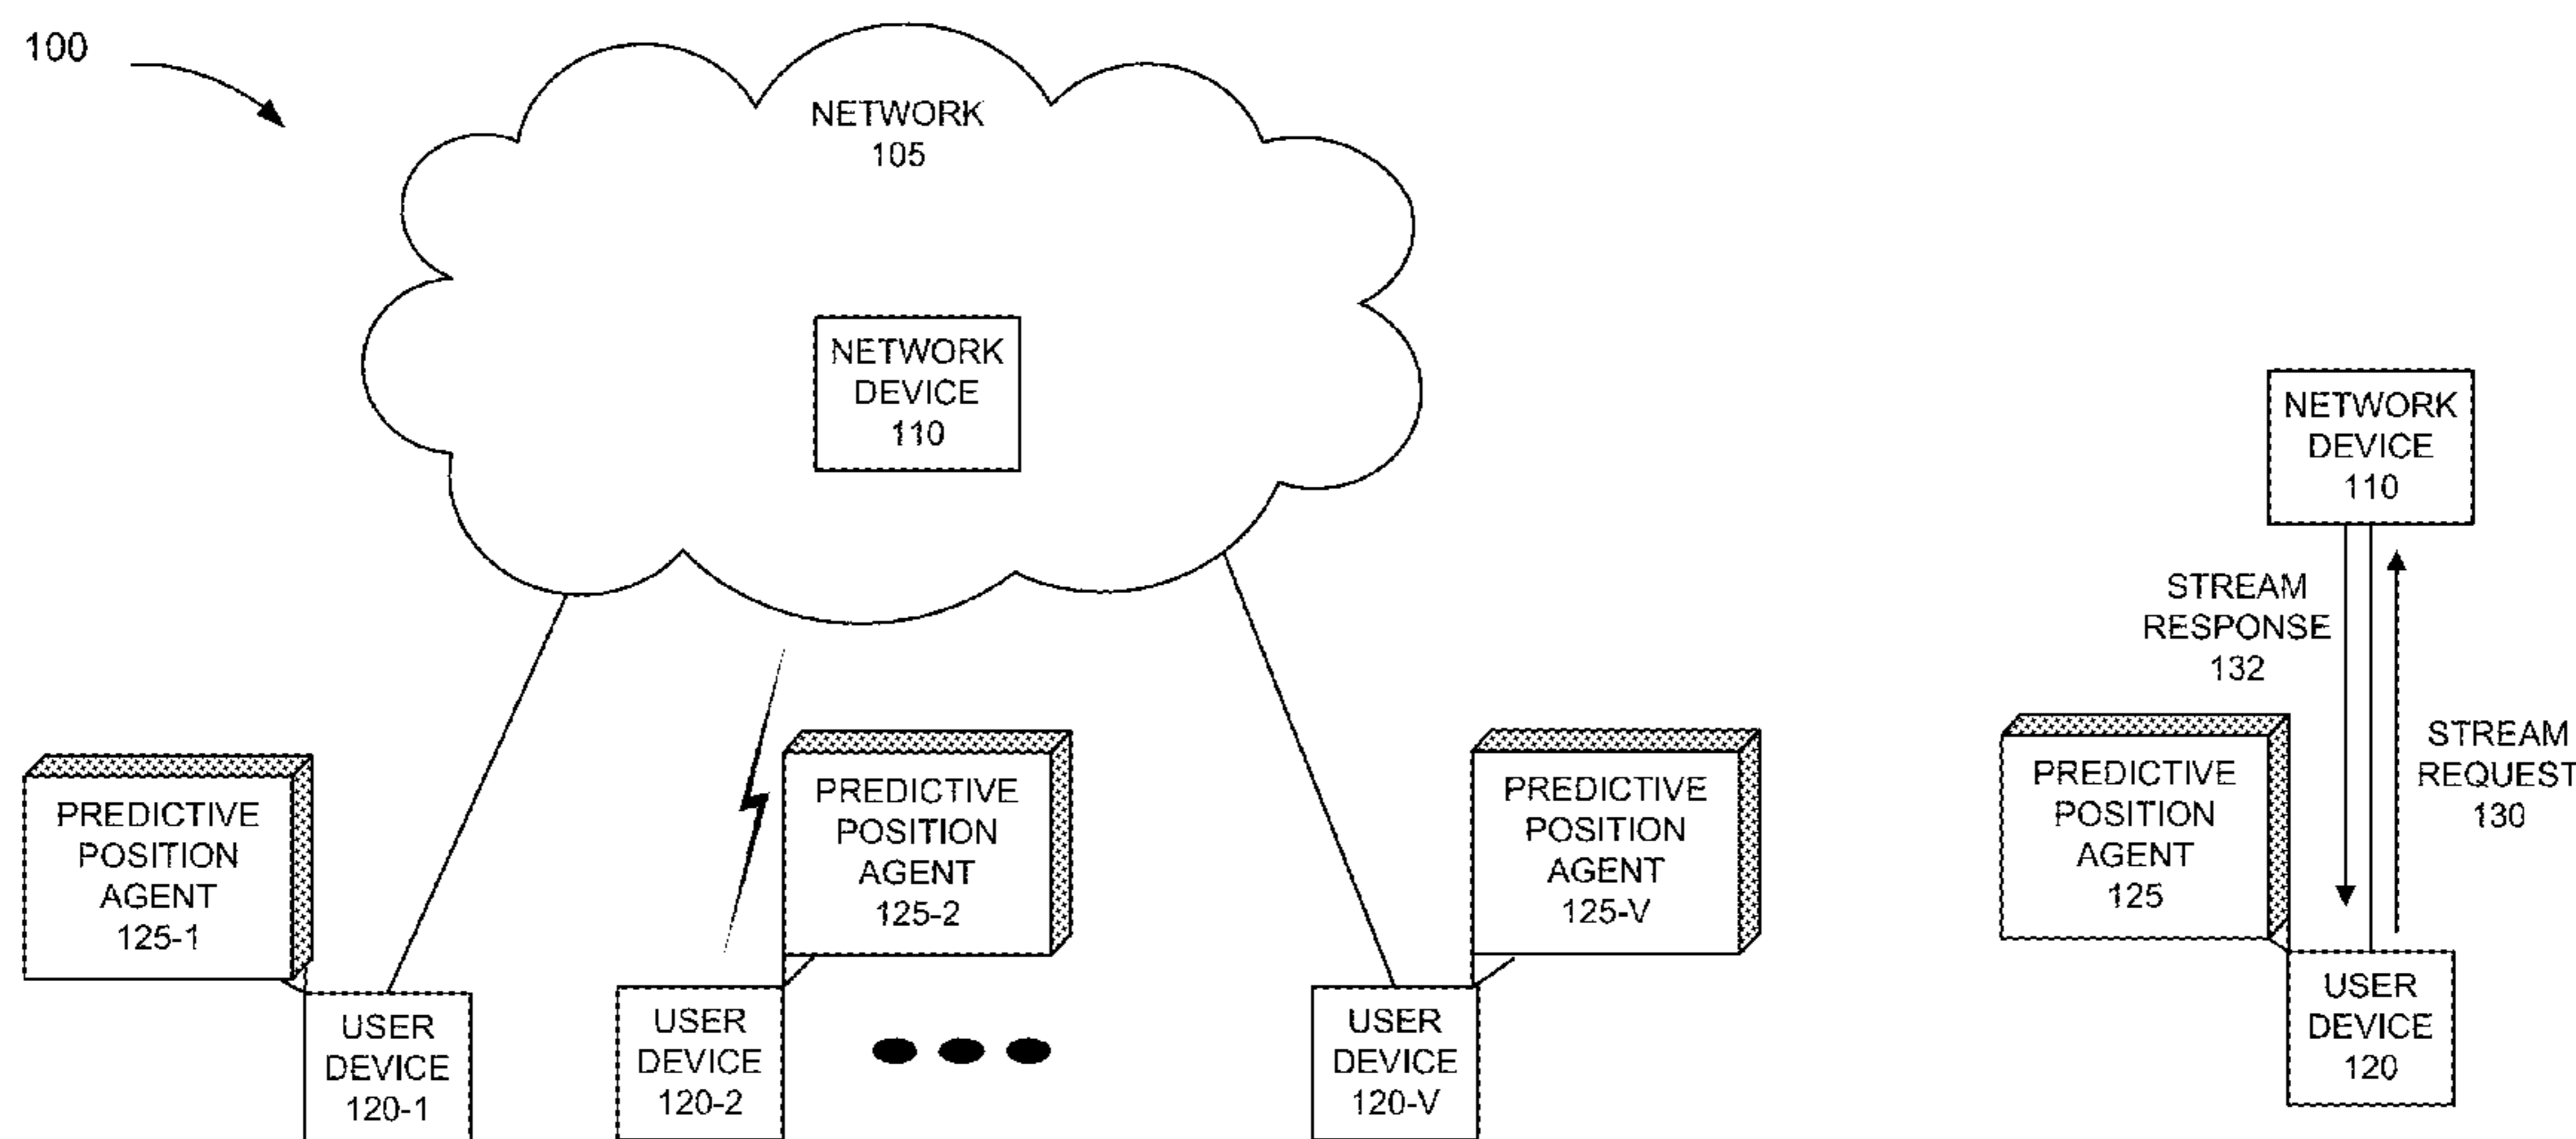 100
NETWORK
105
NETWORK
DEVICE
110
PREDICTIVE
POSITION
AGENT
125-1
PREDICTIVE
POSITION
AGENT
125-2
PREDICTIVE
POSITION
AGENT
125-V
USER
DEVICE
120-1
USER
DEVICE
120-2
USER
DEVICE
120-V
NETWORK
DEVICE
110
STREAM
RESPONSE
132
STREAM
REQUEST
130
PREDICTIVE
POSITION
AGENT
125
USER
DEVICE
120